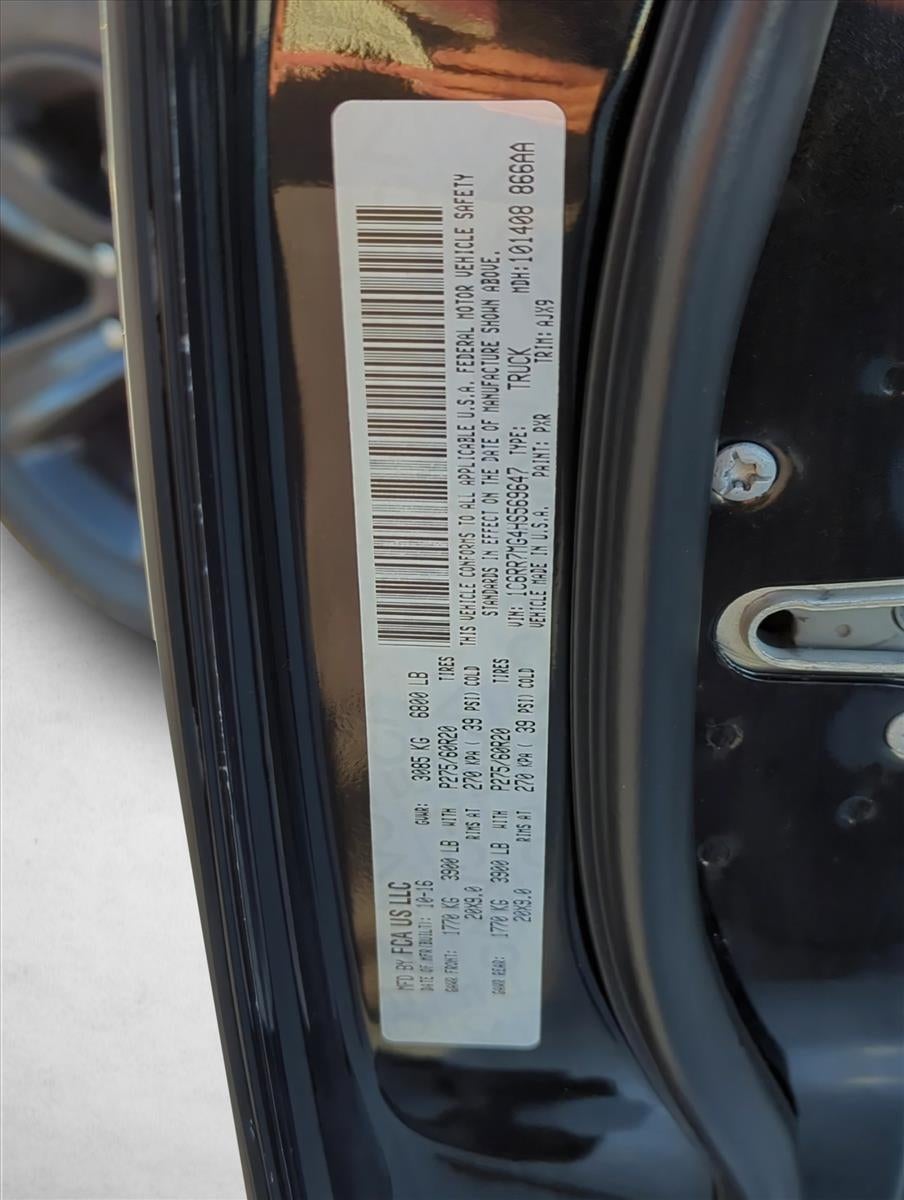 MFD BY FCA US LLC
DATE OF MFR(BUILT): 10-16 GVWR: 3085 KG 6800 LB
GAWR FRONT: 1770 KG 3900 LB WITH P275/60R20 TIRES
20X9.0 RIMS AT 270 KPA ( 39 PSI) COLD
GAWR REAR: 1770 KG 3900 LB WITH P275/60R20 TIRES
20X9.0 RIMS AT 270 KPA ( 39 PSI) COLD
THIS VEHICLE CONFORMS TO ALL APPLICABLE U.S.A. FEDERAL MOTOR VEHICLE SAFETY
STANDARDS IN EFFECT ON THE DATE OF MANUFACTURE SHOWN ABOVE.
VIN: 1C6RR7MG4HS569647 TYPE: TRUCK MDH:101408 866AA
VEHICLE MADE IN U.S.A. PAINT: PXR TRIM: AJX9